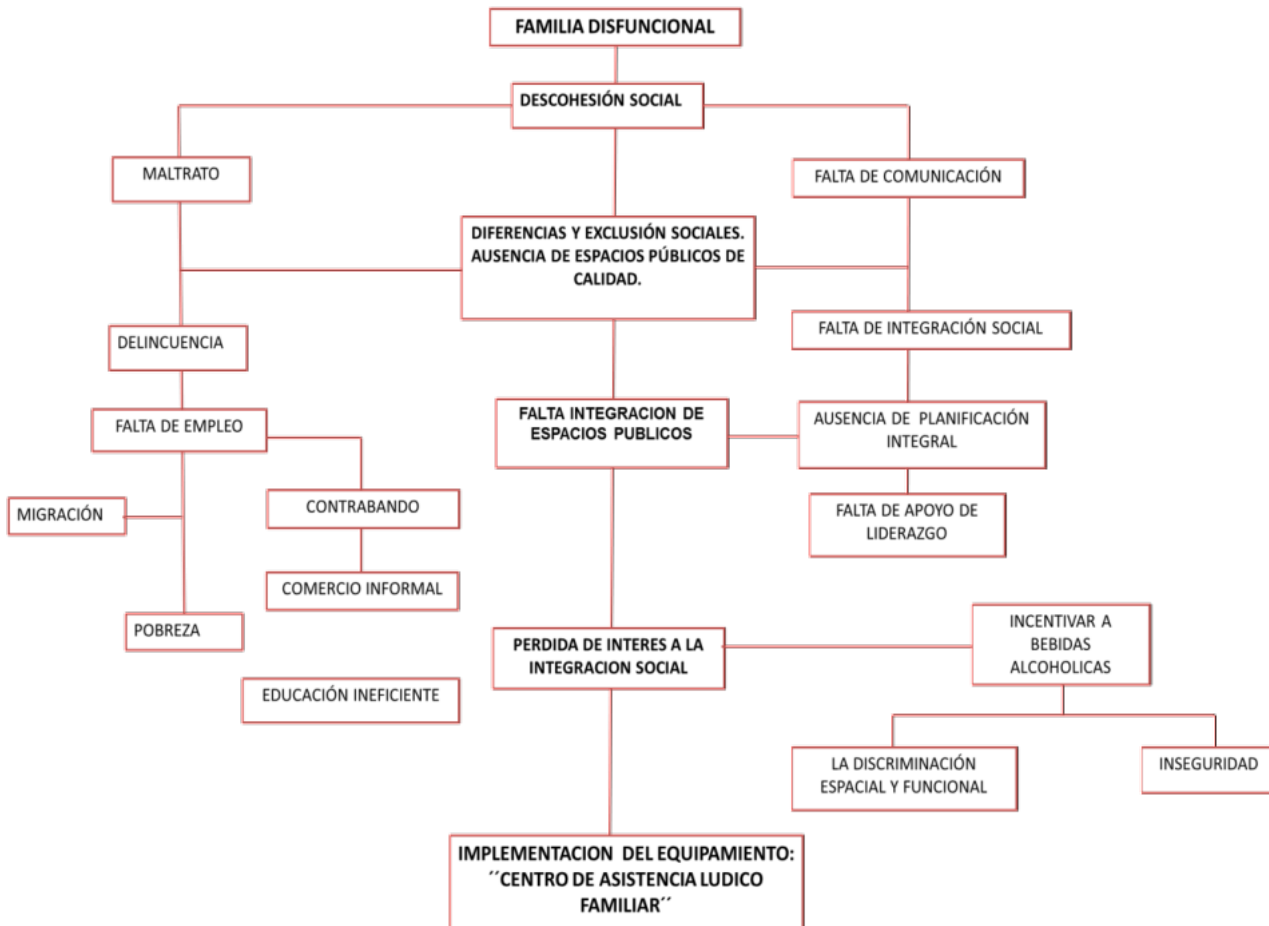 FAMILIA DISFUNCIONAL
DESCOHESIÓN SOCIAL
MALTRATO
FALTA DE COMUNICACIÓN
DIFERENCIAS Y EXCLUSIÓN SOCIALES.
AUSENCIA DE ESPACIOS PÚBLICOS DE
CALIDAD.
DELINCUENCIA
FALTA DE INTEGRACIÓN SOCIAL
FALTA DE EMPLEO
FALTA INTEGRACION DE
ESPACIOS PUBLICOS
AUSENCIA DE PLANIFICACIÓN
INTEGRAL
MIGRACIÓN
CONTRABANDO
FALTA DE APOYO DE
LIDERAZGO
COMERCIO INFORMAL
POBREZA
PERDIDA DE INTERES A LA
INTEGRACION SOCIAL
INCENTIVAR A
BEBIDAS
ALCOHOLICAS
EDUCACIÓN INEFICIENTE
LA DISCRIMINACIÓN
ESPACIAL Y FUNCIONAL
INSEGURIDAD
IMPLEMENTACION DEL EQUIPAMIENTO:
´´CENTRO DE ASISTENCIA LUDICO
FAMILIAR´´